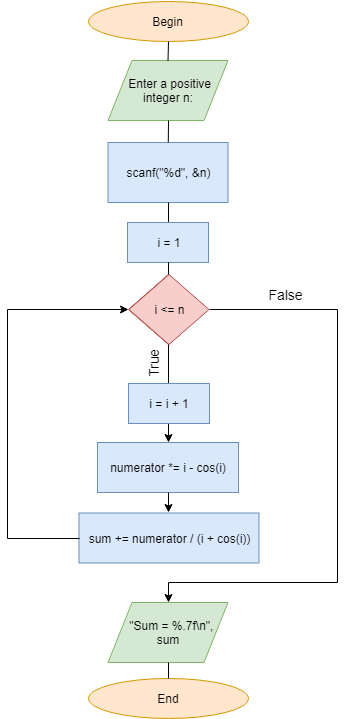 Begin
Enter a positive
integer n:
scanf("%d", &n)
i = 1
i <= n
False
True
i = i + 1
numerator *= i - cos(i)
sum += numerator / (i + cos(i))
"Sum = %.7f\n",
sum
End